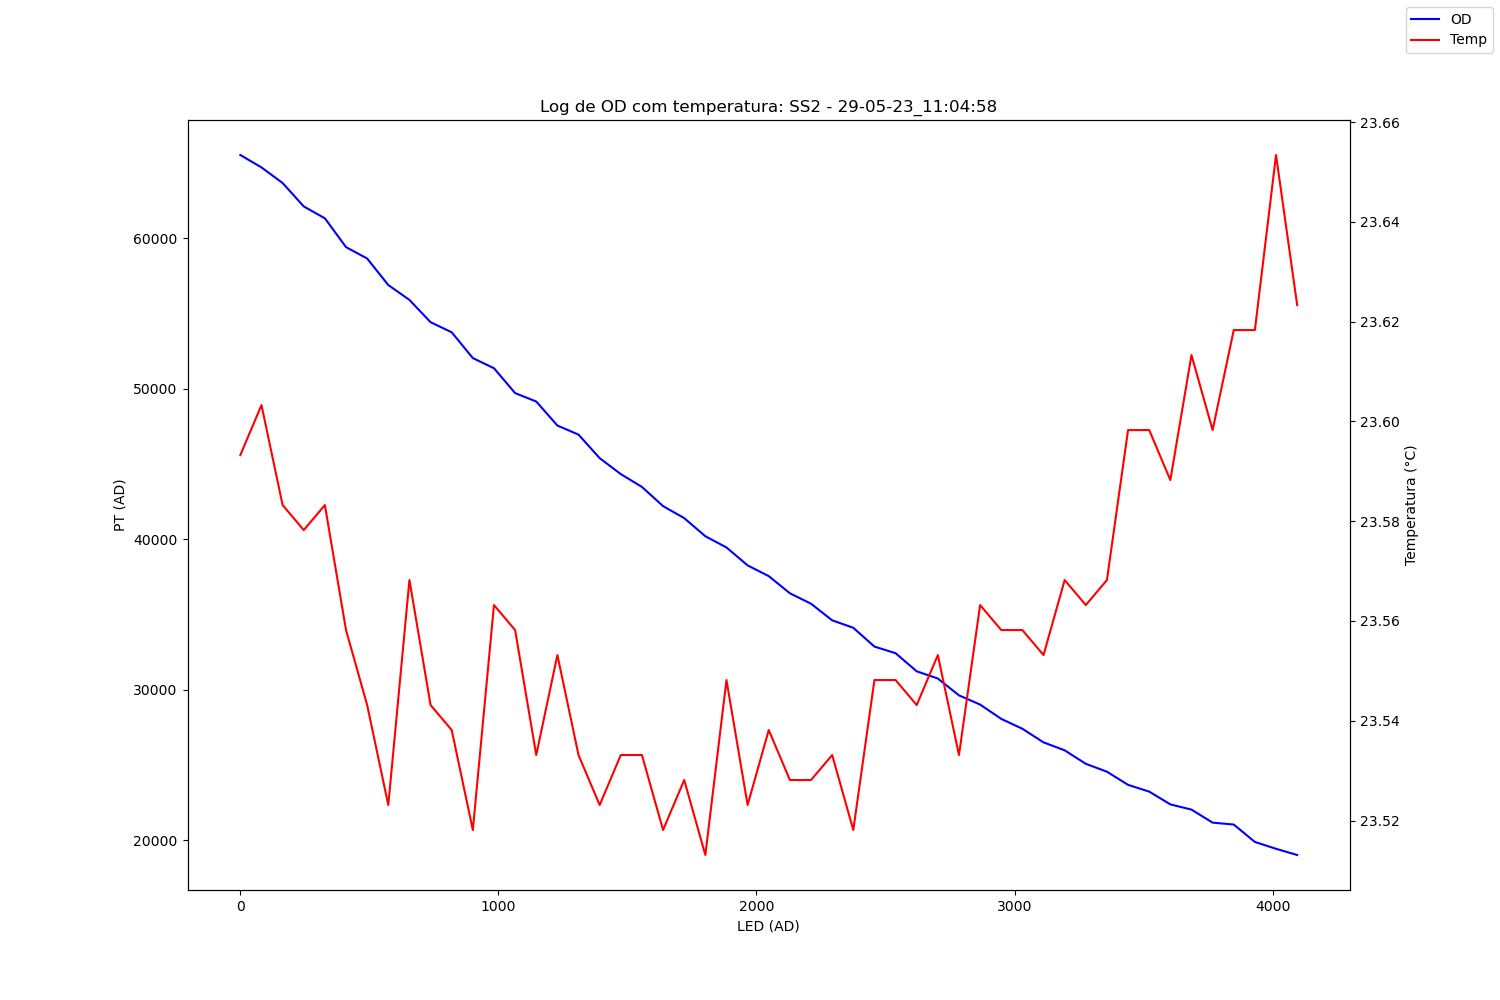 OD
Temp
Log de OD com temperatura: SS2 - 29-05-23_11:04:58
23.66
23.64
23.62
23.60
23.58
23.56
23.54
23.52
Temperatura (°C)
60000
50000
40000
30000
20000
PT (AD)
0 1000 2000 3000 4000
LED (AD)